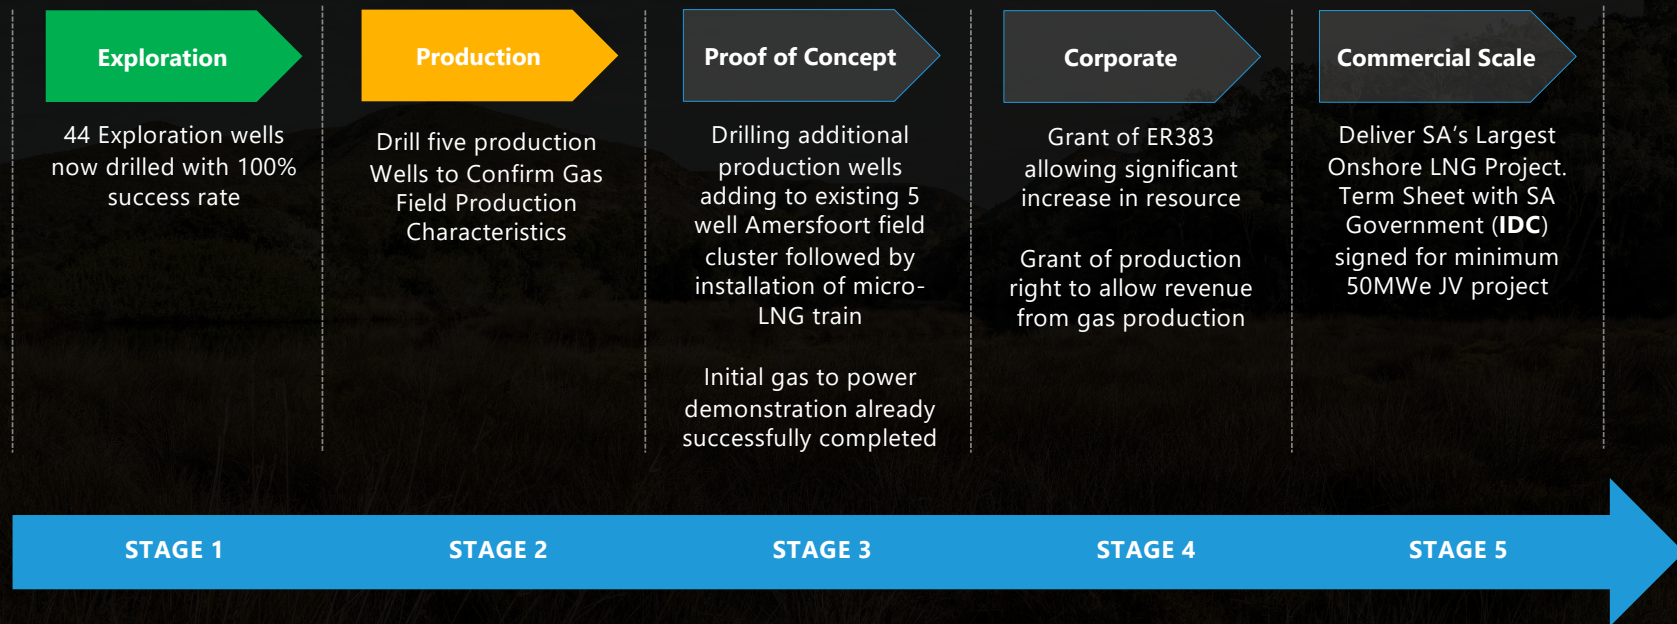 Exploration
44 Exploration wells
now drilled with 100%
success rate
Production
Drill five production
Wells to Confirm Gas
Field Production
Characteristics
Proof of Concept
Drilling additional
production wells
adding to existing 5
well Amersfoort field
cluster followed by
installation of micro-
LNG train
Initial gas to power
demonstration already
successfully completed
Corporate
Grant of ER383
allowing significant
increase in resource
Grant of production
right to allow revenue
from gas production
Commercial Scale
Deliver SA’s Largest
Onshore LNG Project.
Term Sheet with SA
Government (IDC)
signed for minimum
50MWe JV project
STAGE 1
STAGE 2
STAGE 3
STAGE 4
STAGE 5